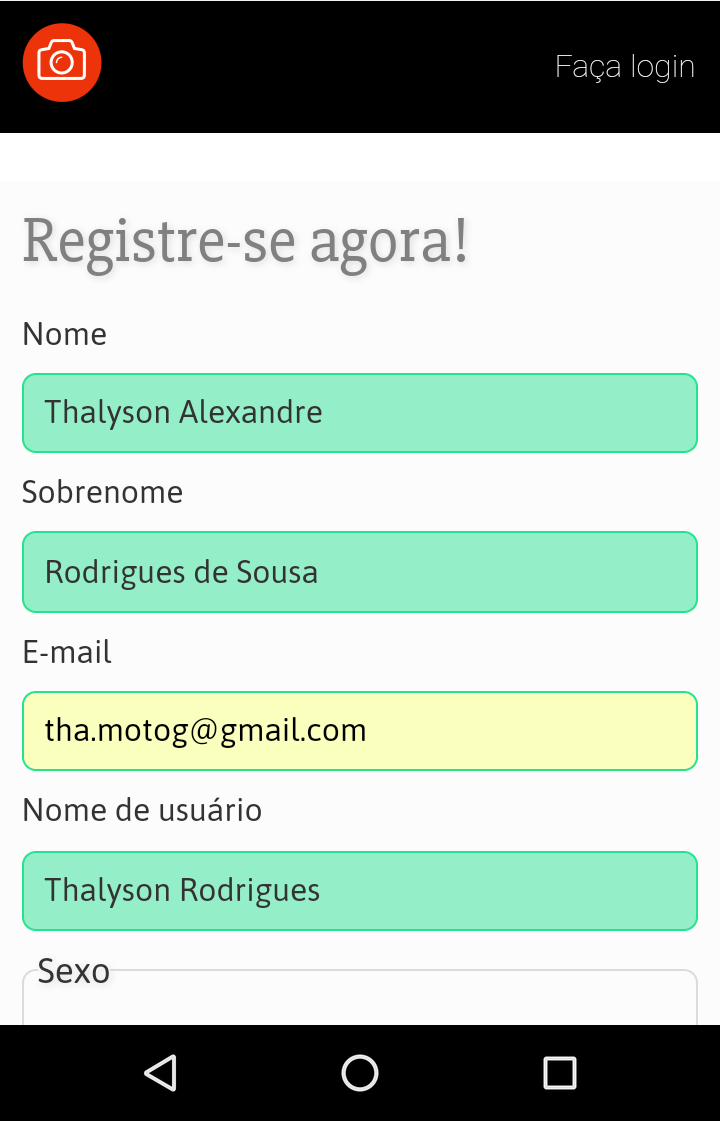 Faça login
Registre-se agora!
Nome
Thalyson Alexandre
Sobrenome
Rodrigues de Sousa
E-mail
tha.motog@gmail.com
Nome de usuário
Thalyson Rodrigues
Sexo